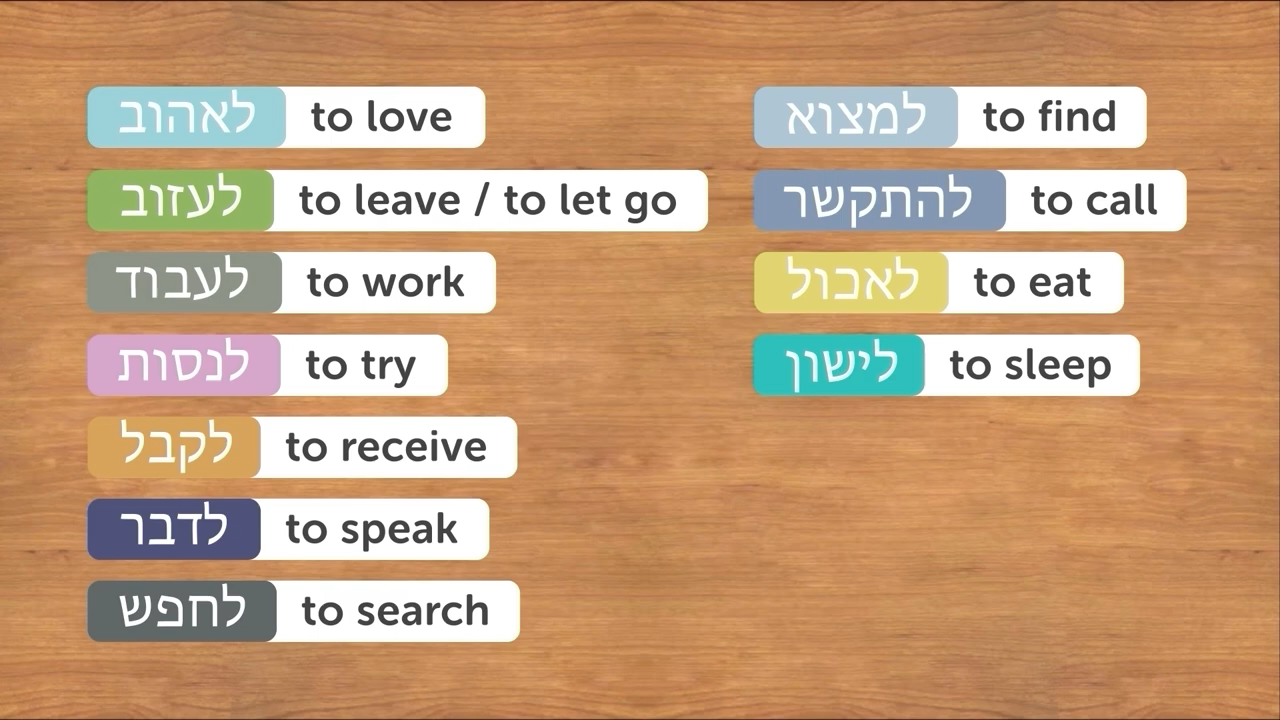 לאהוב to love
לעזוב to leave / to let go
לעבוד to work
לנסות to try
לקבל to receive
לדבר to speak
לחפש to search
למצוא to find
להתקשר to call
לאכול to eat
לישון to sleep